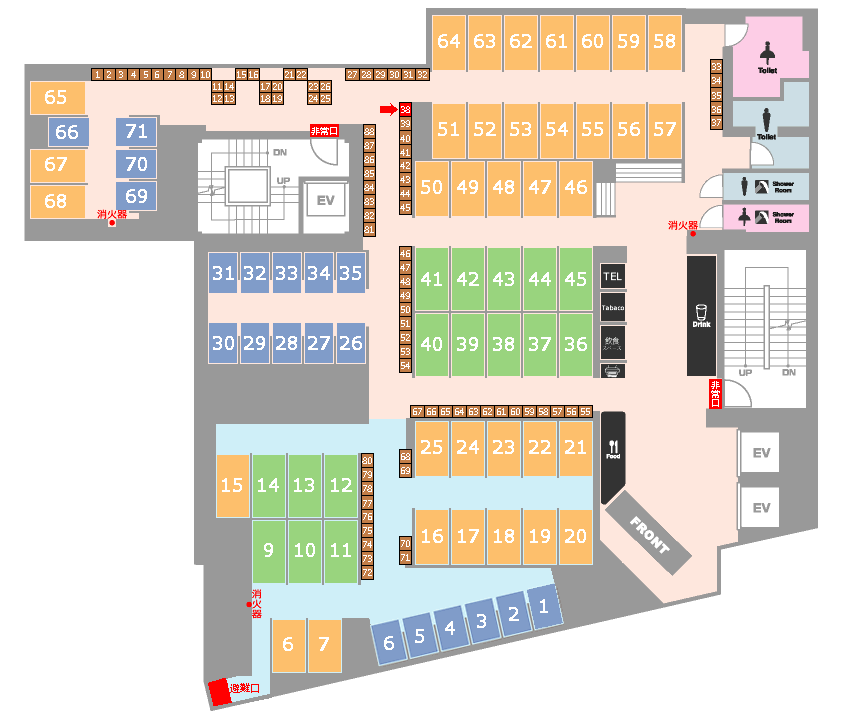 64 63 62 61 60 59 58
Toilet
1 2 3 4 5 6 7 8 9 10
15 16
21 22
27 28 29 30 31 32
11 14
17 20
23 26
12 13
18 19
24 25
33
34
35
36
37
65
66 71
67 70
68 69
消火器
非常口
DN
UP
EV
38
39
40
41
42
43
44
45
88
87
86
85
84
83
82
81
51 52 53 54 55 56 57
Toilet
50 49 48 47 46
Shower
Room
Shower
Room
消火器
31 32 33 34 35
30 29 28 27 26
46
47
48
49
50
51
52
53
54
41 42 43 44 45
40 39 38 37 36
TEL
Tabaco
飲食
スペース
Drink
UP
DN
非常口
67 66 65 64 63 62 61 60 59 58 57 56 55
25 24 23 22 21
68
69
Food
EV
EV
FRONT
15 14 13 12
9 10 11
80
79
78
77
76
75
74
73
72
70
71
16 17 18 19 20
消火器
6 7
6 5 4 3 2 1
避難口